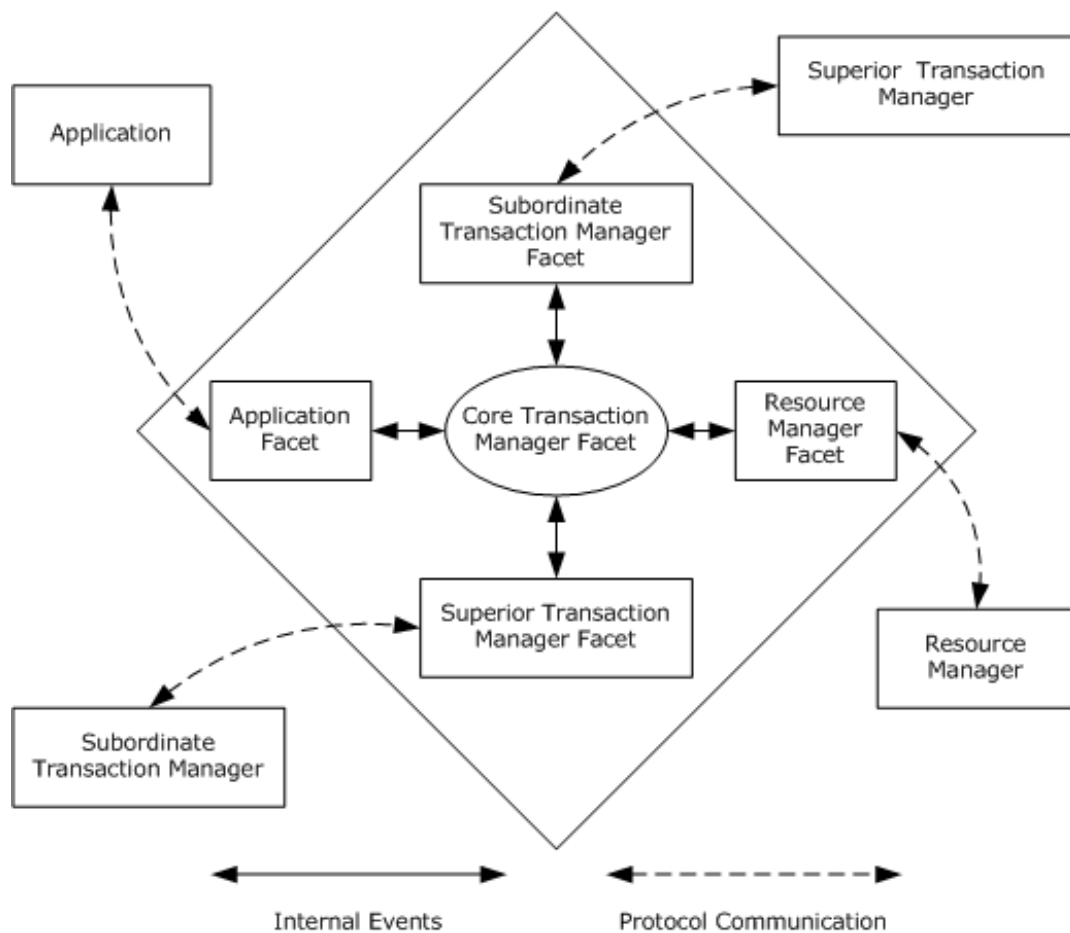 Superior Transaction
Manager
Application
Subordinate
Transaction Manager
Facet
Application
Facet
Core Transaction
Manager Facet
Resource
Manager
Facet
Superior Transaction
Manager Facet
Resource
Manager
Subordinate
Transaction Manager
Internal Events
Protocol Communication